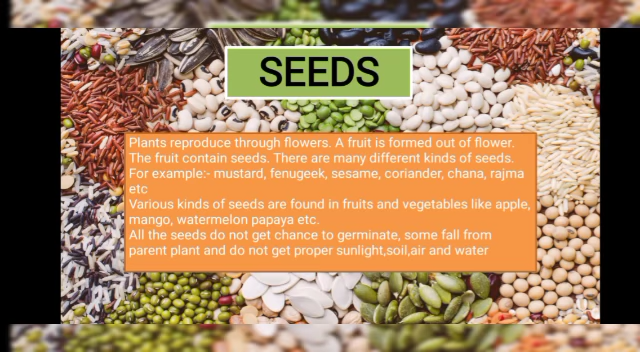 SEEDS
Plants reproduce through flowers. A fruit is formed out of flower.
The fruit contain seeds. There are many different kinds of seeds.
For example:- mustard, fenugeek, sesame, coriander, chana, rajma
etc
Various kinds of seeds are found in fruits and vegetables like apple,
mango, watermelon papaya etc.
All the seeds do not get chance to germinate, some fall from
parent plant and do not get proper sunlight,soil,air and water